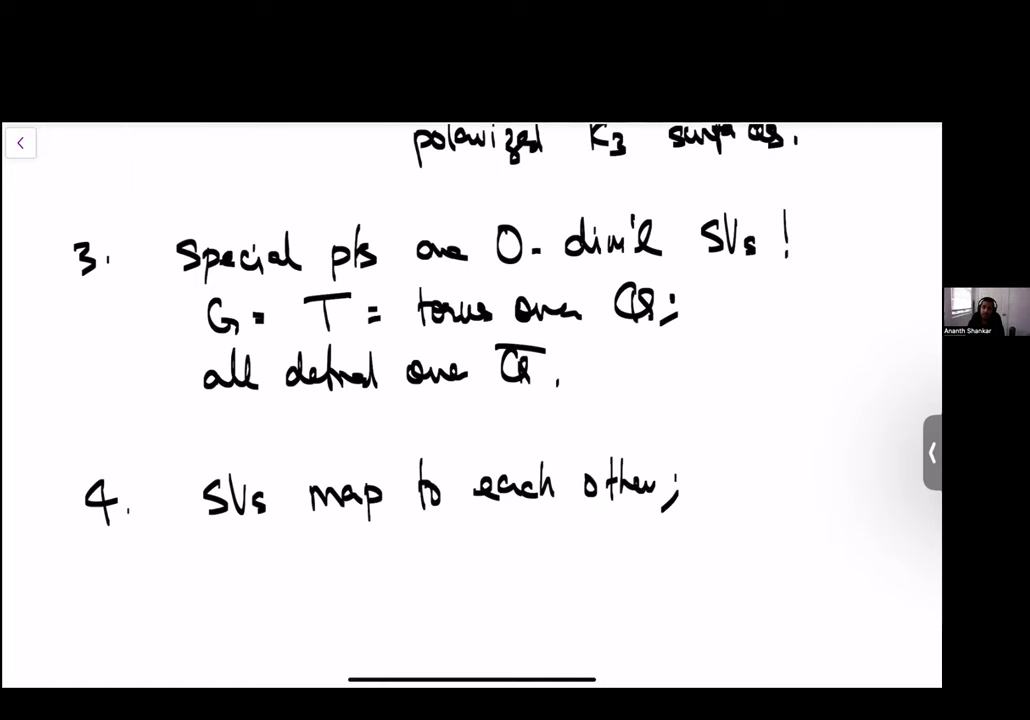 polarized K3 surfaces.
3. Special pts are 0-dim'l SVs!
G = T = torus over ℚ;
all defined over ℚ̅.
4. SVs map to each other;
Ananth Shankar